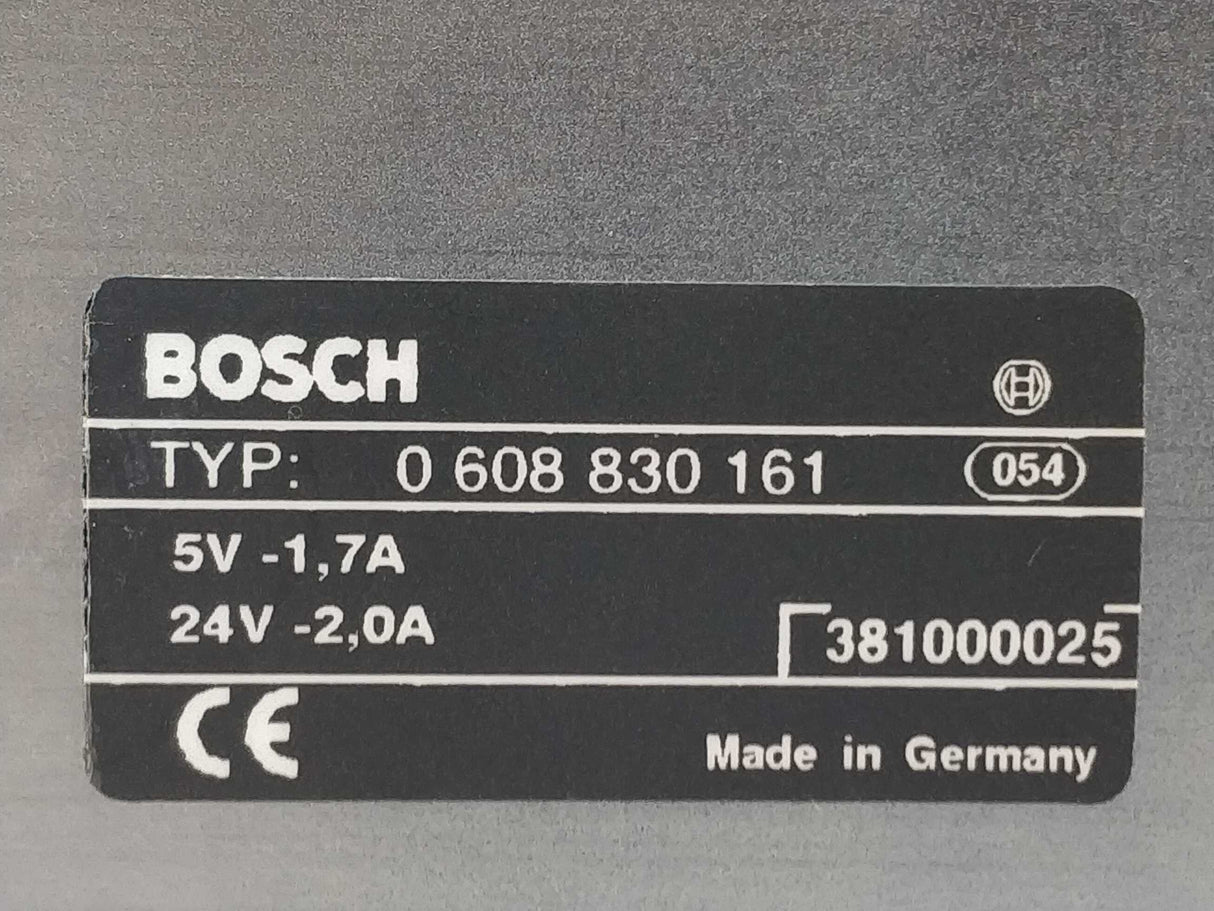 BOSCH
TYP: 0 608 830 161 054
5V -1,7A
24V -2,0A
381000025
CE
Made in Germany